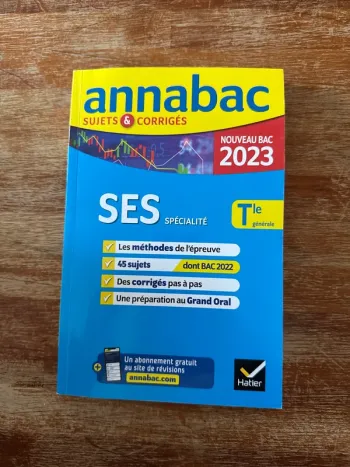 annabac
SUJETS & CORRIGÉS
NOUVEAU BAC
2023
SES SPÉCIALITÉ
Tle
générale
Les méthodes de l'épreuve
45 sujets dont BAC 2022
Des corrigés pas à pas
Une préparation au Grand Oral
Un abonnement gratuit
au site de révisions
annabac.com
Hatier